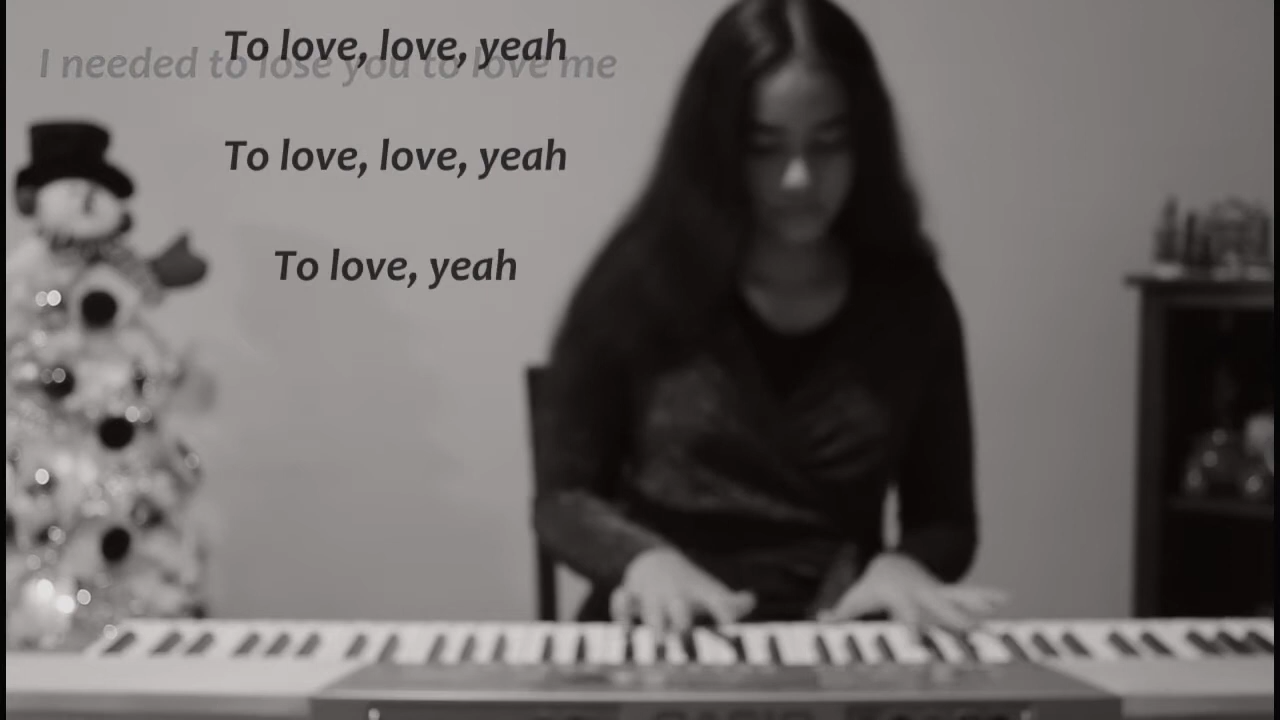 To love, love, yeah
I needed to lose you to love me
To love, love, yeah
To love, yeah